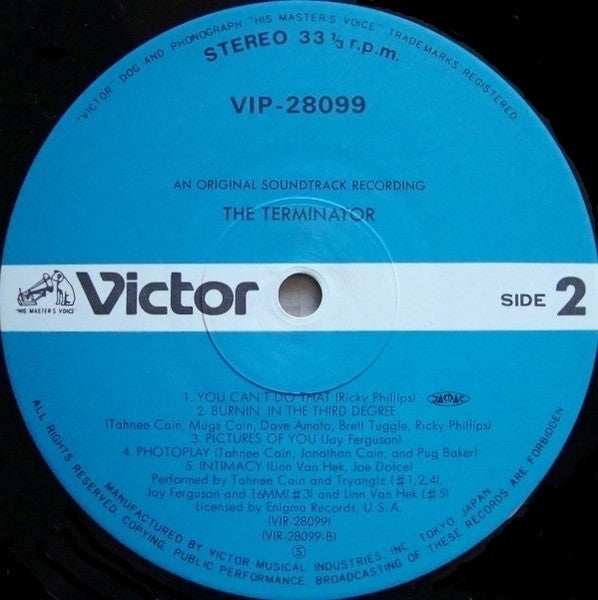 "VICTOR" DOG AND PHONOGRAPH "HIS MASTER'S VOICE" TRADEMARKS REGISTERED.
STEREO 33 1/3 r.p.m.
VIP-28099
AN ORIGINAL SOUNDTRACK RECORDING
THE TERMINATOR
"HIS MASTER'S VOICE"
Victor
SIDE 2
1. YOU CAN'T DO THAT (Ricky Phillips) JASRAC
2. BURNIN' IN THE THIRD DEGREE
(Tahnee Cain, Mugs Cain, Dave Amato, Brett Tuggle, Ricky Phillips)
3. PICTURES OF YOU (Jay Ferguson)
4. PHOTOPLAY (Tahnee Cain, Jonathan Cain, and Pug Baker)
5. INTIMACY (Linn Van Hek, Joe Dolce)
Performed by Tahnee Cain and Tryanglz (♯1,2,4),
Jay Ferguson and 16MM(♯3) and Linn Van Hek (♯5)
Licensed by Enigma Records, U.S.A.
(VIR-28099)
(VIR-28099-B)
Ⓢ
MANUFACTURED BY VICTOR MUSICAL INDUSTRIES, INC. TOKYO, JAPAN
ALL RIGHTS RESERVED. COPYING, PUBLIC PERFORMANCE, BROADCASTING OF THESE RECORDS ARE FORBIDDEN